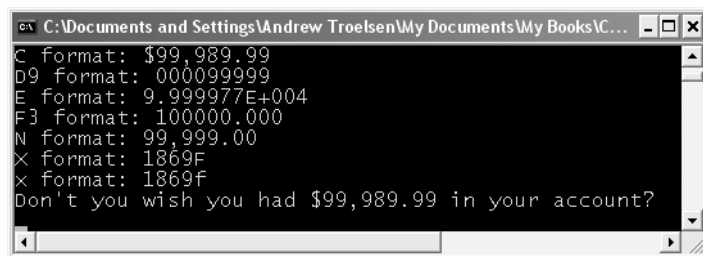 C:\Documents and Settings\Andrew Troelsen\My Documents\My Books\C...
C format: $99,989.99
D9 format: 000099999
E format: 9.999977E+004
F3 format: 100000.000
N format: 99,999.00
X format: 1869F
x format: 1869f
Don't you wish you had $99,989.99 in your account?